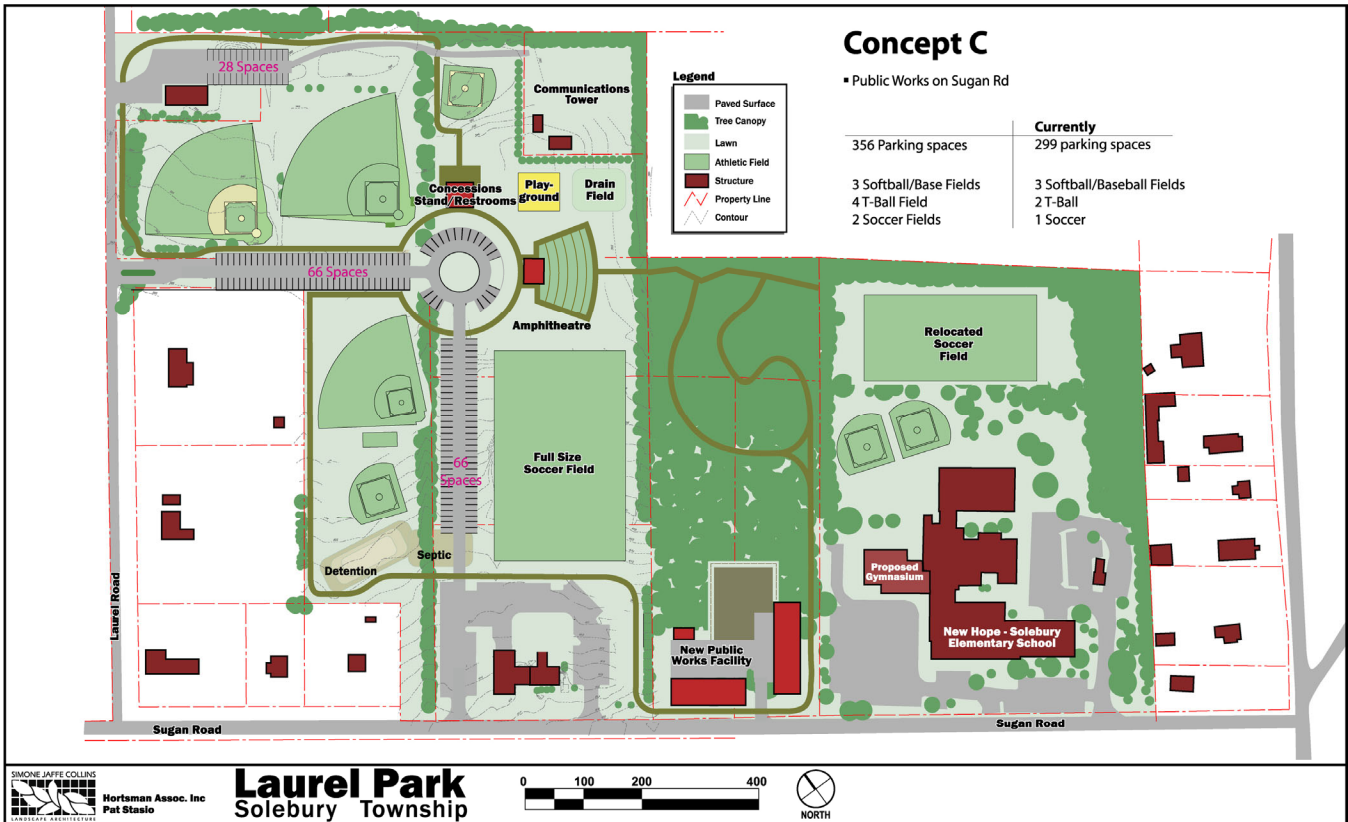 Concept C
▪ Public Works on Sugan Rd
Currently
356 Parking spaces
299 parking spaces
3 Softball/Base Fields
3 Softball/Baseball Fields
4 T-Ball Field
2 T-Ball
2 Soccer Fields
1 Soccer
Legend
Paved Surface
Tree Canopy
Lawn
Athletic Field
Structure
Property Line
Contour
28 Spaces
Communications
Tower
Concessions
Stand/Restrooms
Play-
ground
Drain
Field
66 Spaces
Amphitheatre
Relocated
Soccer
Field
Full Size
Soccer Field
66
Spaces
Septic
Detention
Proposed
Gymnasium
New Hope - Solebury
Elementary School
New Public
Works Facility
Laurel Road
Sugan Road
Sugan Road
SIMONE JAFFE COLLINS
LANDSCAPE ARCHITECTURE
Hortsman Assoc. Inc
Pat Stasio
Laurel Park
Solebury Township
0 100 200 400
NORTH